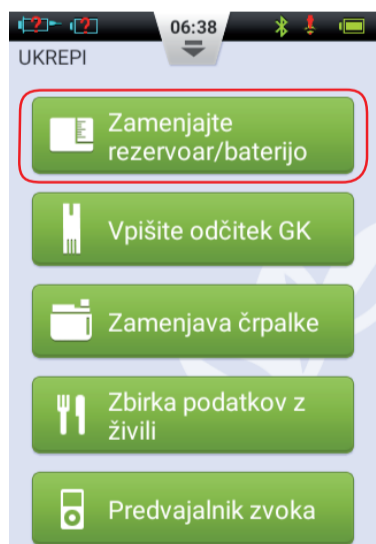 06:38
UKREPI
Zamenjajte
rezervoar/baterijo
Vpišite odčitek GK
Zamenjava črpalke
Zbirka podatkov z
živili
Predvajalnik zvoka